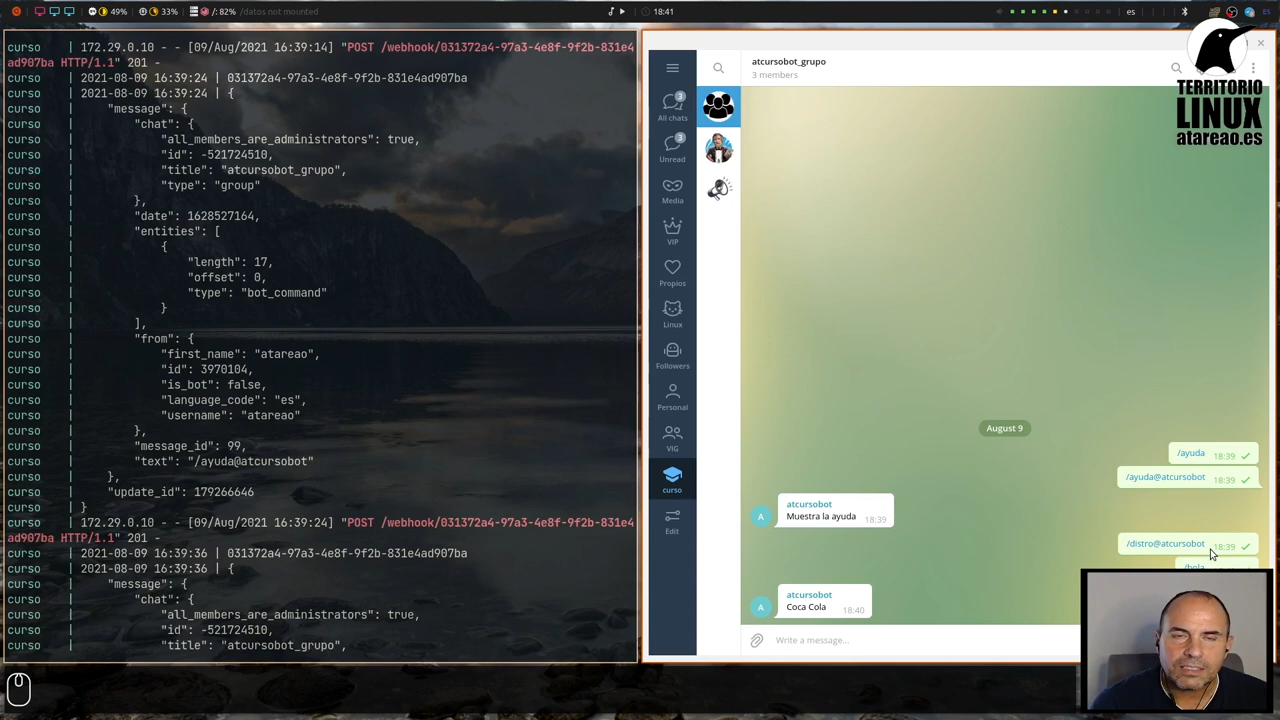 49% 33% /: 82% /datos not mounted
18:41
es
ES
curso | 172.29.0.10 - - [09/Aug/2021 16:39:14] "POST /webhook/031372a4-97a3-4e8f-9f2b-831e4
ad907ba HTTP/1.1" 201 -
curso | 2021-08-09 16:39:24 | 031372a4-97a3-4e8f-9f2b-831e4ad907ba
curso | 2021-08-09 16:39:24 | {
curso | "message": {
curso | "chat": {
curso | "all_members_are_administrators": true,
curso | "id": -521724510,
curso | "title": "atcursobot_grupo",
curso | "type": "group"
curso | },
curso | "date": 1628527164,
curso | "entities": [
curso | {
curso | "length": 17,
curso | "offset": 0,
curso | "type": "bot_command"
curso | }
curso | ],
curso | "from": {
curso | "first_name": "atareao",
curso | "id": 3970104,
curso | "is_bot": false,
curso | "language_code": "es",
curso | "username": "atareao"
curso | },
curso | "message_id": 99,
curso | "text": "/ayuda@atcursobot"
curso | },
curso | "update_id": 179266646
curso | }
curso | 172.29.0.10 - - [09/Aug/2021 16:39:24] "POST /webhook/031372a4-97a3-4e8f-9f2b-831e4
ad907ba HTTP/1.1" 201 -
curso | 2021-08-09 16:39:36 | 031372a4-97a3-4e8f-9f2b-831e4ad907ba
curso | 2021-08-09 16:39:36 | {
curso | "message": {
curso | "chat": {
curso | "all_members_are_administrators": true,
curso | "id": -521724510,
curso | "title": "atcursobot_grupo",
3
All chats
3
Unread
Media
VIP
Propios
Linux
Followers
Personal
VIG
curso
Edit
atcursobot_grupo
3 members
TERRITORIO
LINUX
atareao.es
August 9
/ayuda 18:39
/ayuda@atcursobot 18:39
atcursobot
A
Muestra la ayuda 18:39
/distro@atcursobot 18:39
/hola
atcursobot
A
Coca Cola 18:40
Write a message...